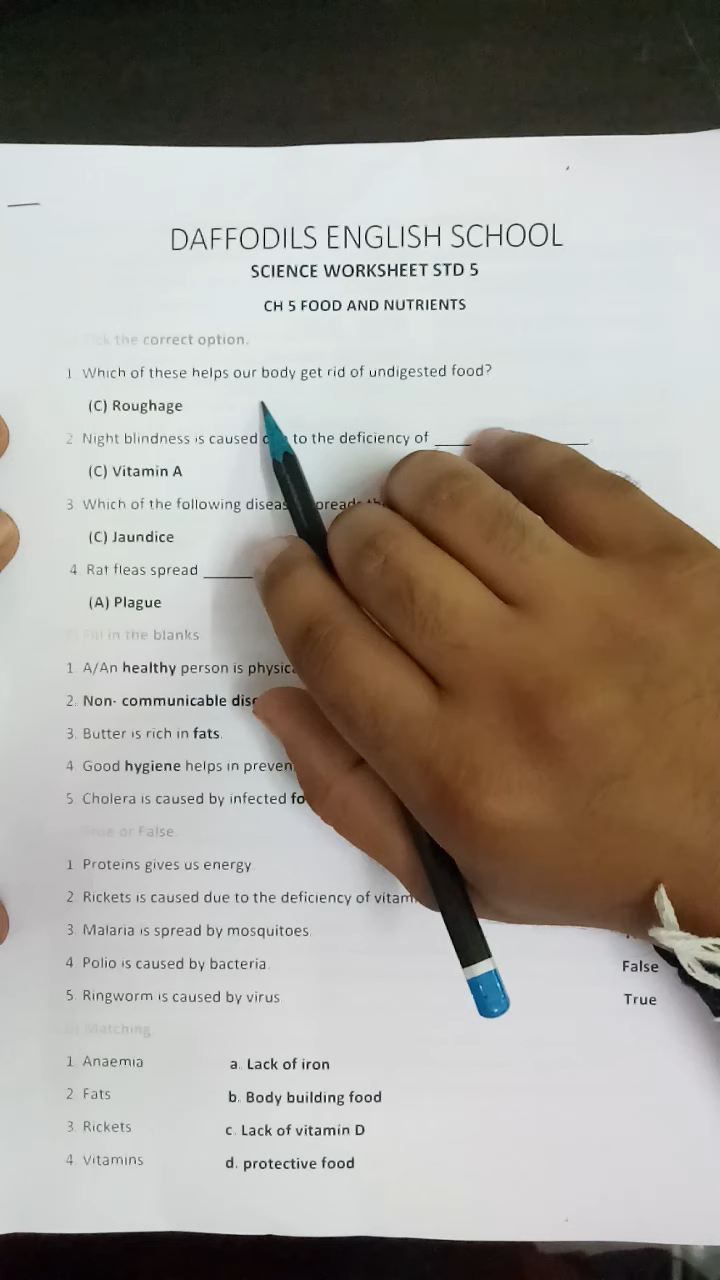 DAFFODILS ENGLISH SCHOOL
SCIENCE WORKSHEET STD 5
CH 5 FOOD AND NUTRIENTS
Tick the correct option.
1 Which of these helps our body get rid of undigested food?
(C) Roughage
2 Night blindness is caused to the deficiency of ____.
(C) Vitamin A
3 Which of the following
(C) Jaundice
4 Rat fleas spread ____
(A) Plague
Fill in the blanks
1. A/An healthy person is
2. Non- communicable
3. Butter is rich in fats.
4 Good hygiene helps in
5 Cholera is caused by infected
True or False.
1 Proteins gives us energy
2. Rickets is caused due to the deficiency of
3. Malaria is spread by mosquitoes.
4 Polio is caused by bacteria. False
5. Ringworm is caused by virus True
Matching
1. Anaemia a. Lack of iron
2 Fats b. Body building food
3. Rickets c. Lack of vitamin D
4. Vitamins d. protective food